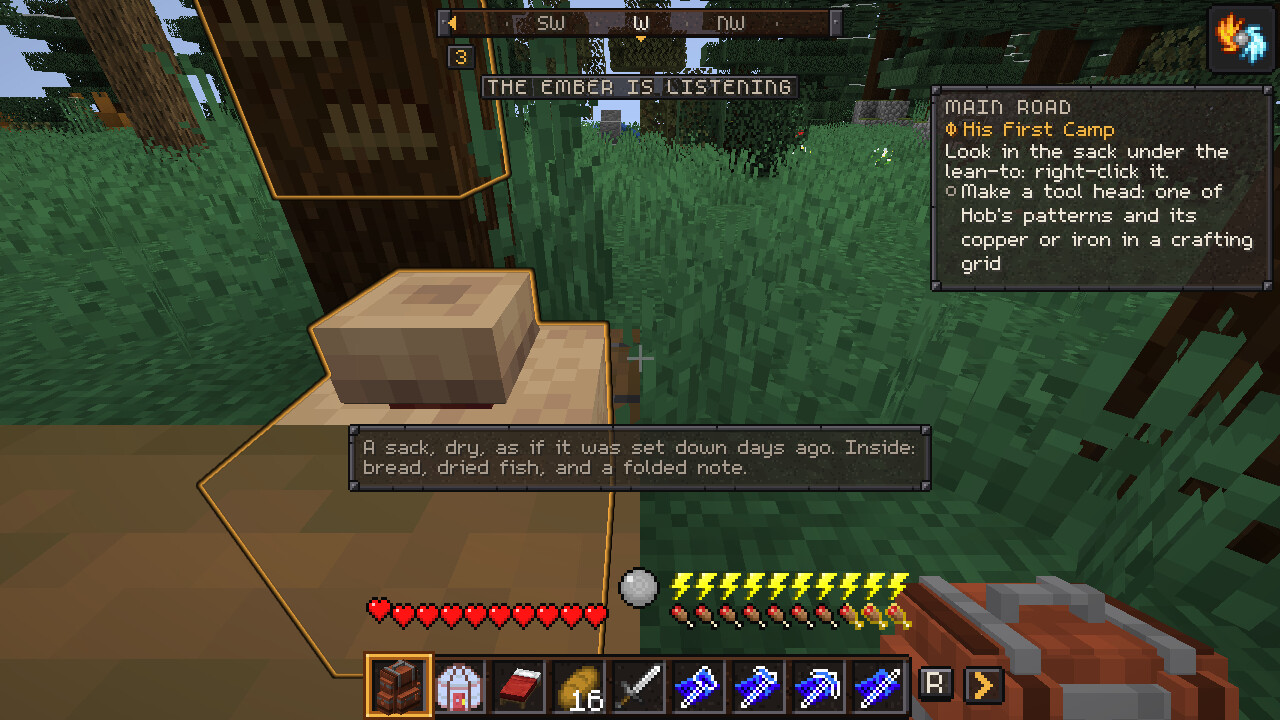 SW W NW
3
THE EMBER IS LISTENING
MAIN ROAD
His First Camp
Look in the sack under the
lean-to: right-click it.
Make a tool head: one of
Hob's patterns and its
copper or iron in a crafting
grid
A sack, dry, as if it was set down days ago. Inside:
bread, dried fish, and a folded note.
16
R